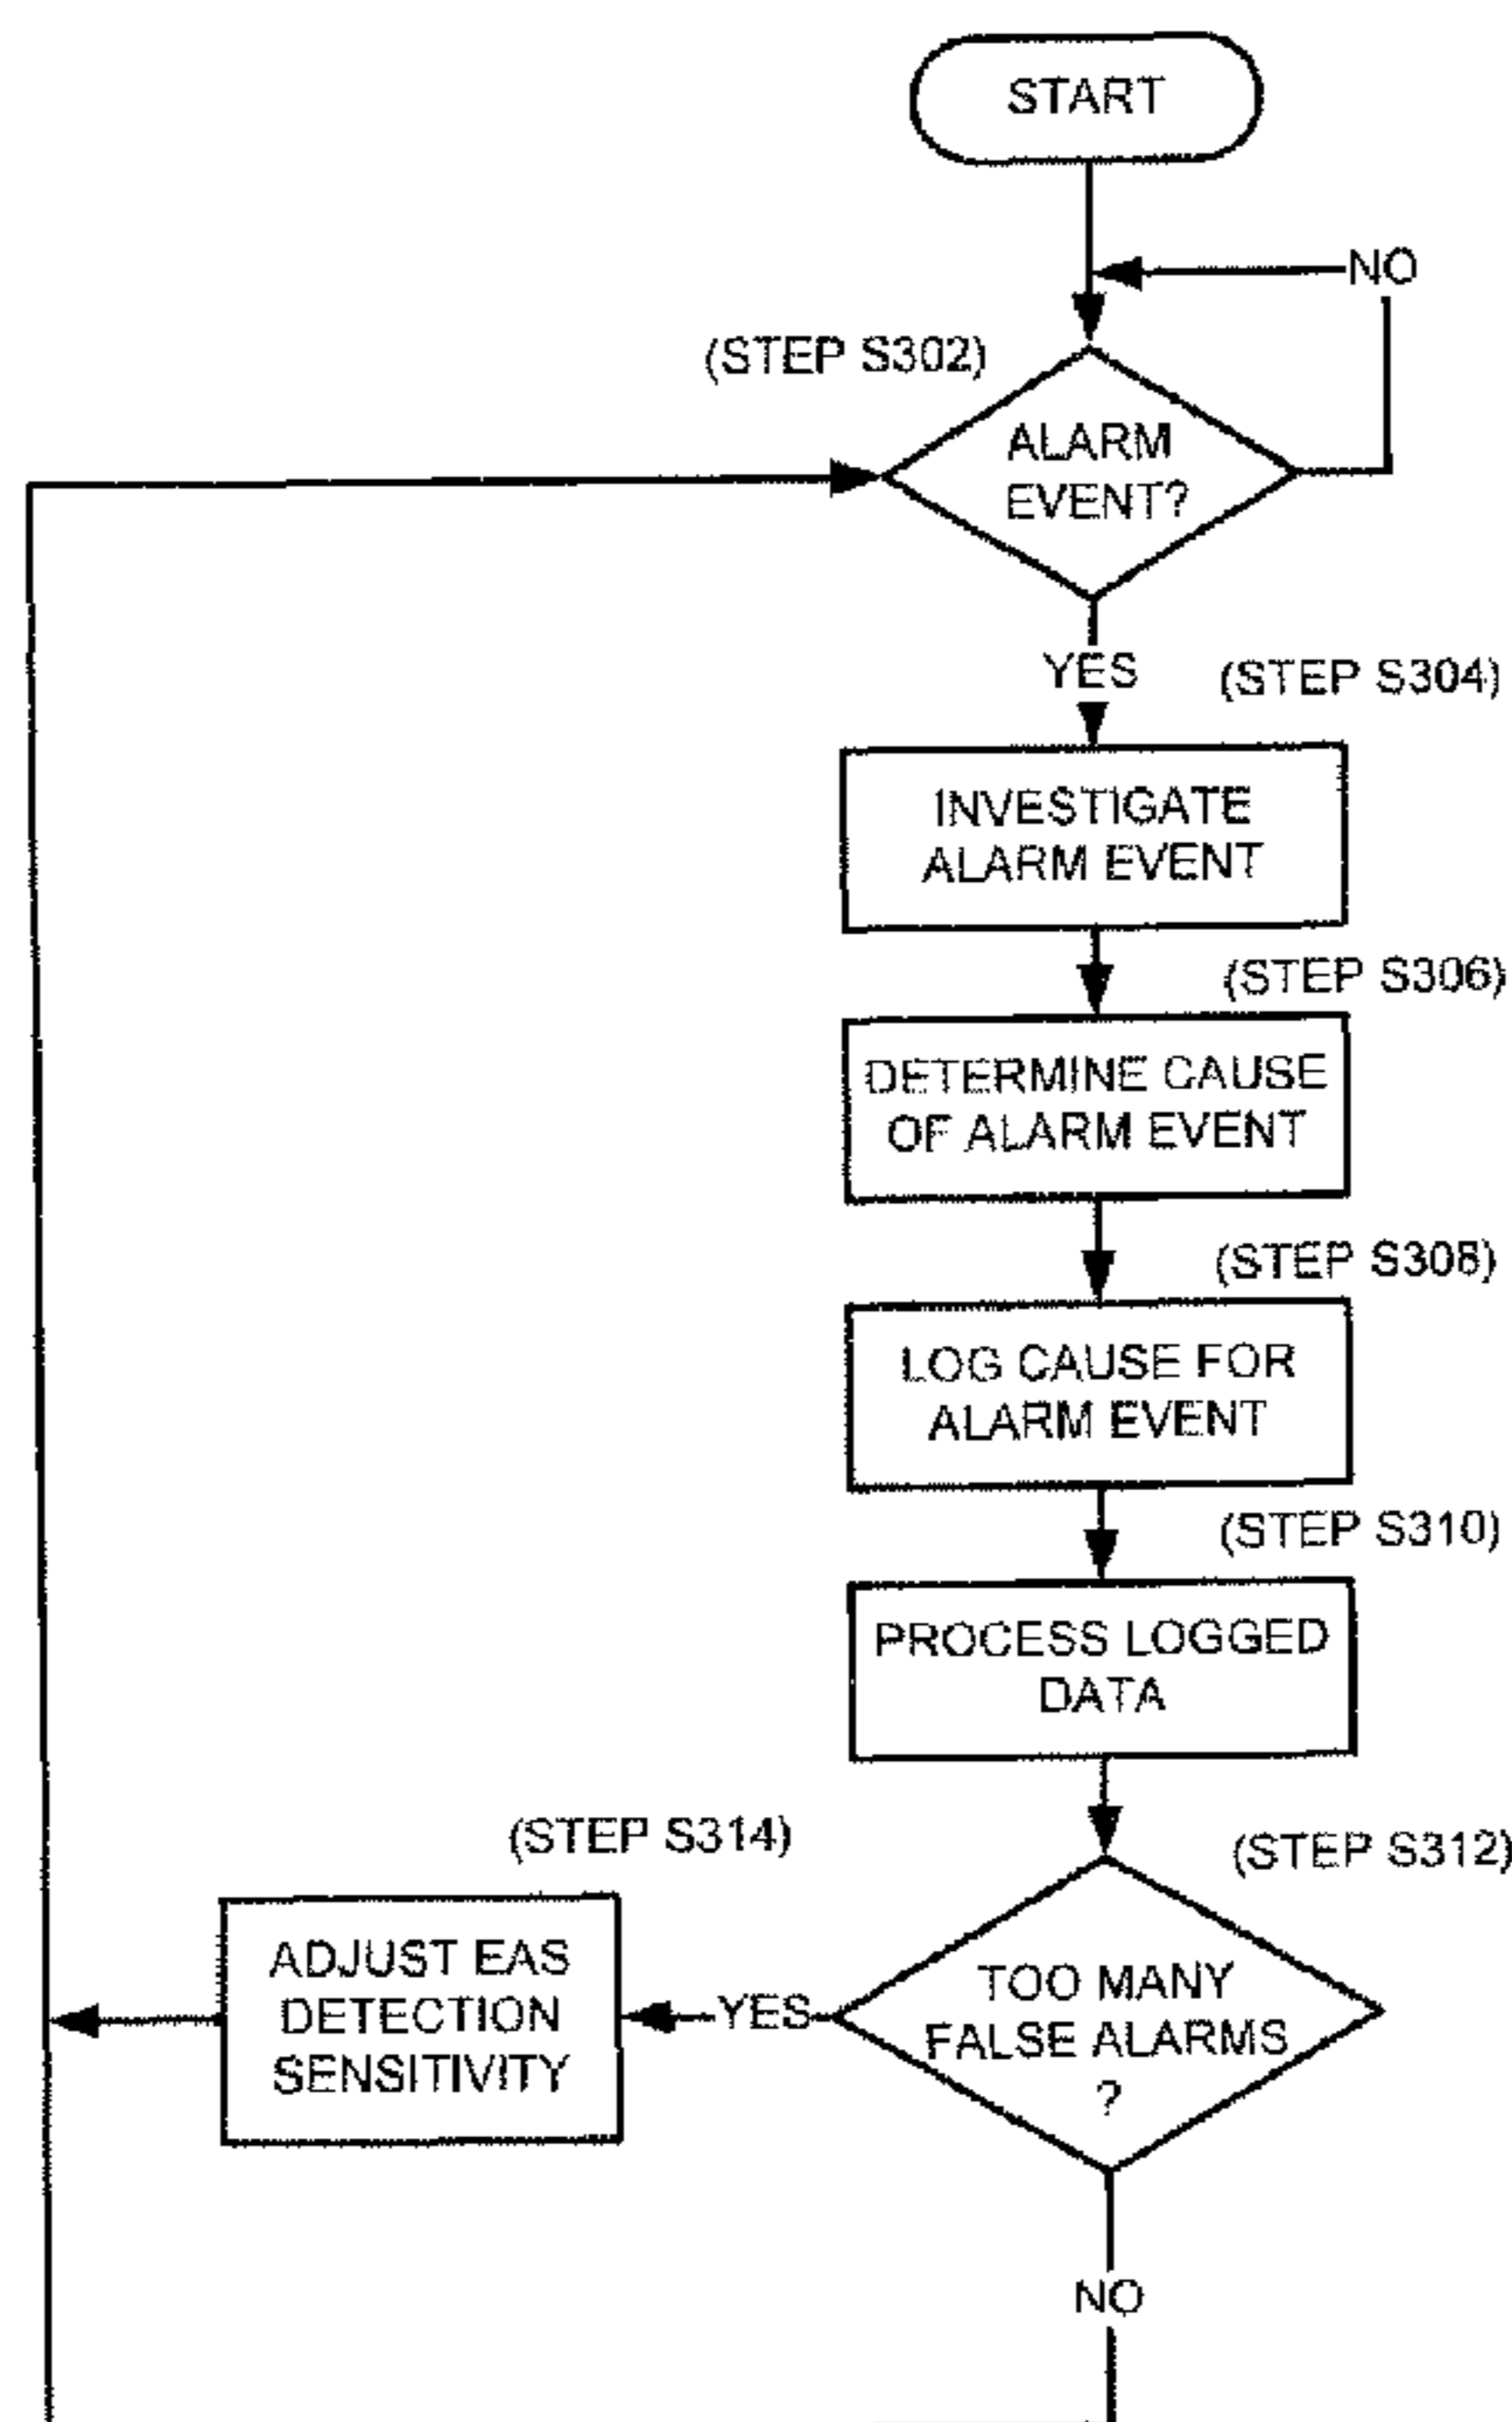 START
NO
(STEP S302)
ALARM
EVENT?
YES
(STEP S304)
INVESTIGATE
ALARM EVENT
(STEP S306)
DETERMINE CAUSE
OF ALARM EVENT
(STEP S308)
LOG CAUSE FOR
ALARM EVENT
(STEP S310)
PROCESS LOGGED
DATA
(STEP S314)
(STEP S312)
ADJUST EAS
DETECTION
SENSITIVITY
YES
TOO MANY
FALSE ALARMS
?
NO